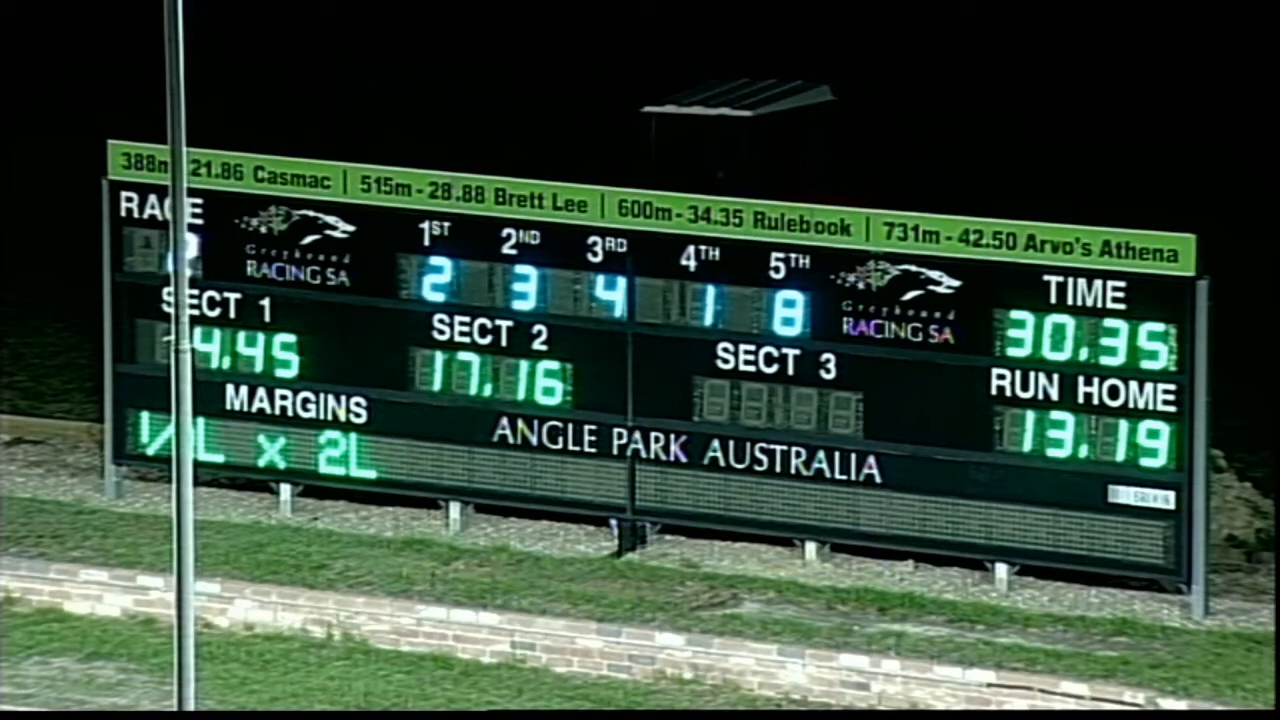 388m 21.86 Casmac | 515m - 28.88 Brett Lee | 600m - 34.35 Rulebook | 731m - 42.50 Arvo's Athena
RACE
Greyhound
RACING SA
1ST 2ND 3RD 4TH 5TH
2 3 4 1 8
Greyhound
RACING SA
TIME
30.35
SECT 1
4.45
SECT 2
17.16
SECT 3
RUN HOME
13.19
MARGINS
L x 2L
ANGLE PARK AUSTRALIA